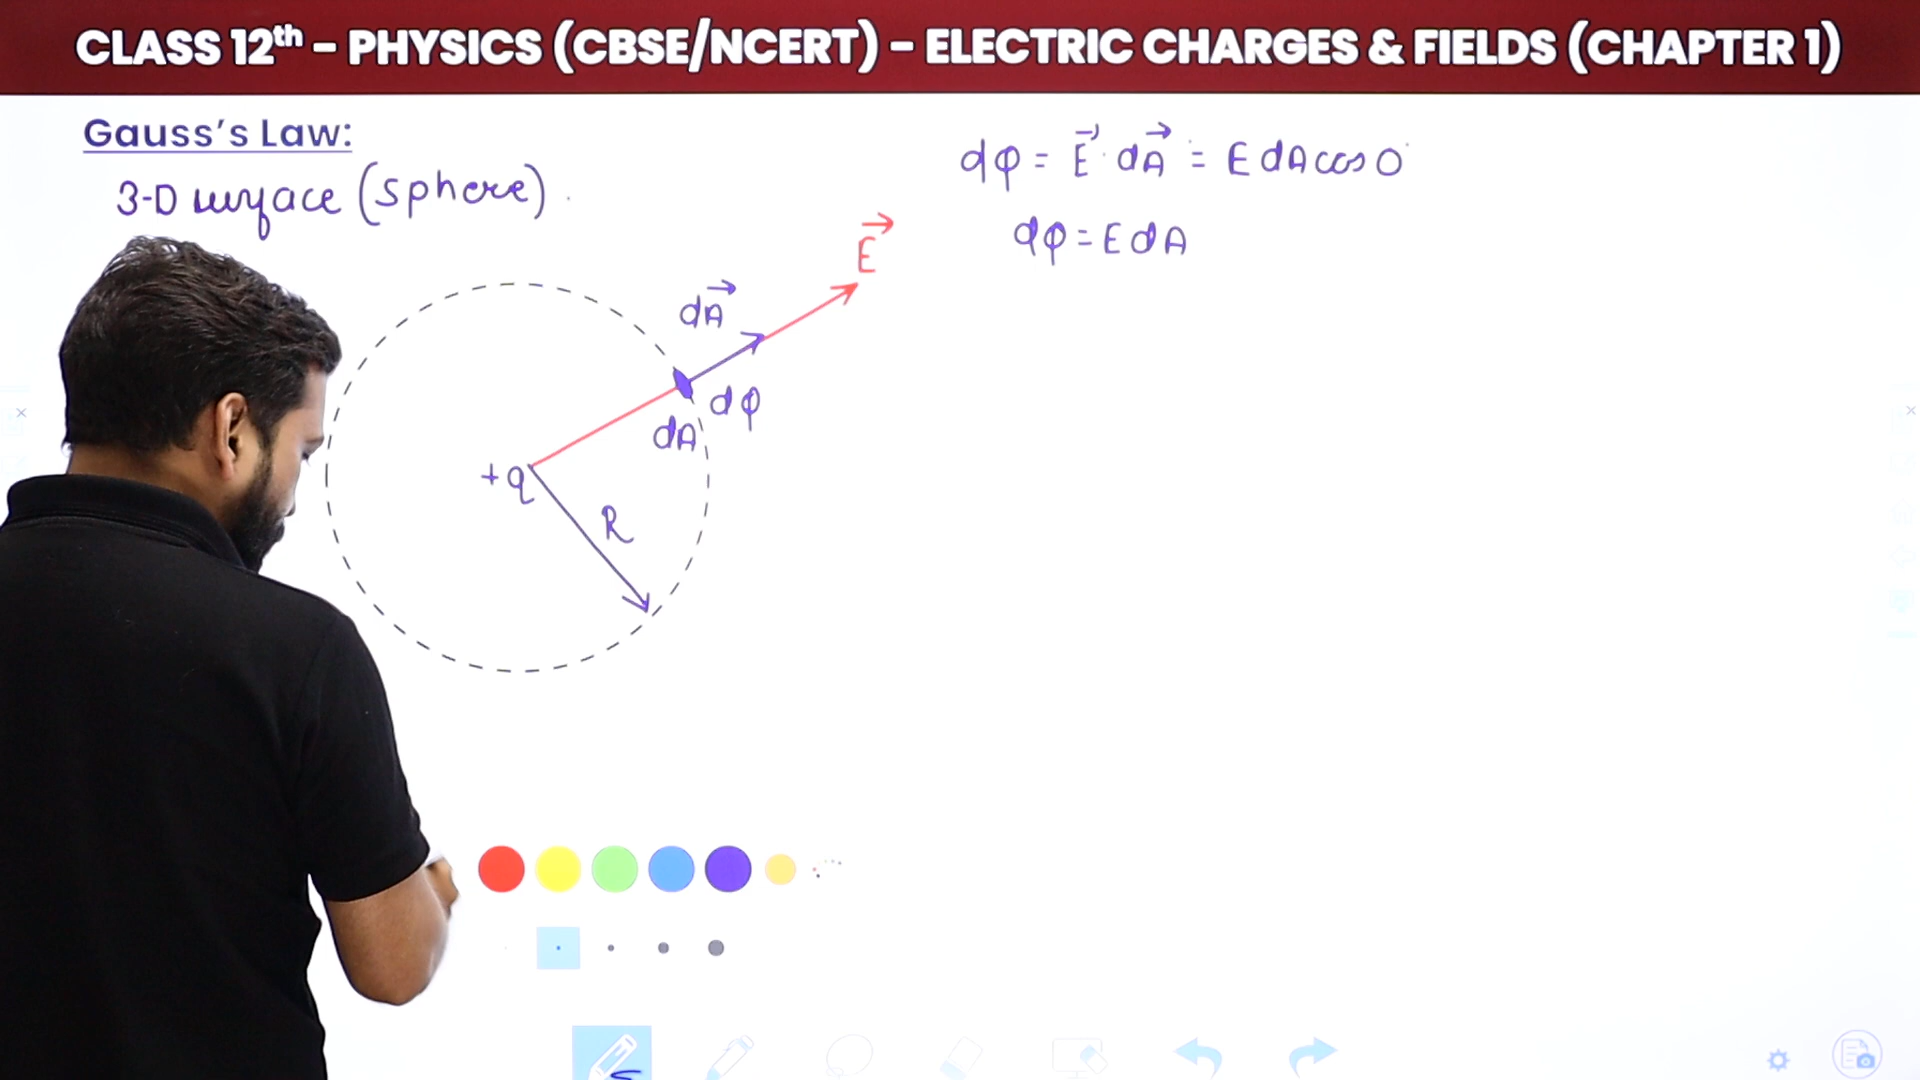 CLASS 12th – PHYSICS (CBSE/NCERT) – ELECTRIC CHARGES & FIELDS (CHAPTER 1)
Gauss's Law:
3-D surface (sphere)
dφ = E⃗ · dA⃗ = E dA cos 0
dφ = E dA
E⃗
dA⃗
dφ
dA
+q
R